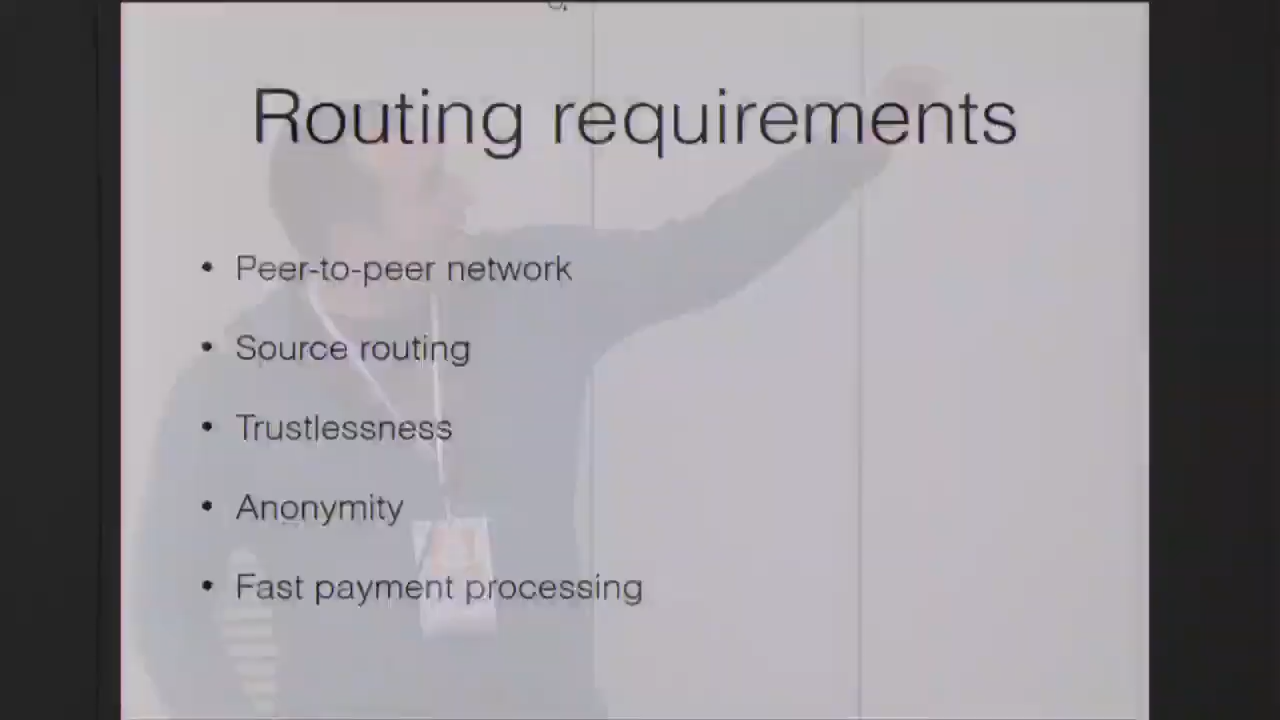 Routing requirements
• Peer-to-peer network
• Source routing
• Trustlessness
• Anonymity
• Fast payment processing